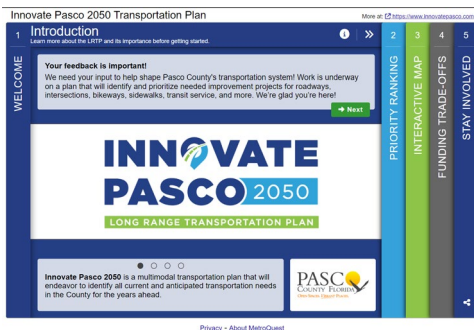 Innovate Pasco 2050 Transportation Plan
More at: https://www.innovatepasco.com
1
Introduction
Learn more about the LRTP and its importance before getting started.
WELCOME
Your feedback is important!
We need your input to help shape Pasco County's transportation system! Work is underway
on a plan that will identify and prioritize needed improvement projects for roadways,
intersections, bikeways, sidewalks, transit service, and more. We're glad you're here!
Next
INNOVATE
PASCO 2050
LONG RANGE TRANSPORTATION PLAN
Innovate Pasco 2050 is a multimodal transportation plan that will
endeavor to identify all current and anticipated transportation needs
in the County for the years ahead.
PASCO
COUNTY FLORIDA
2
PRIORITY RANKING
3
INTERACTIVE MAP
4
FUNDING TRADE-OFFS
5
STAY INVOLVED
Privacy • About MetroQuest